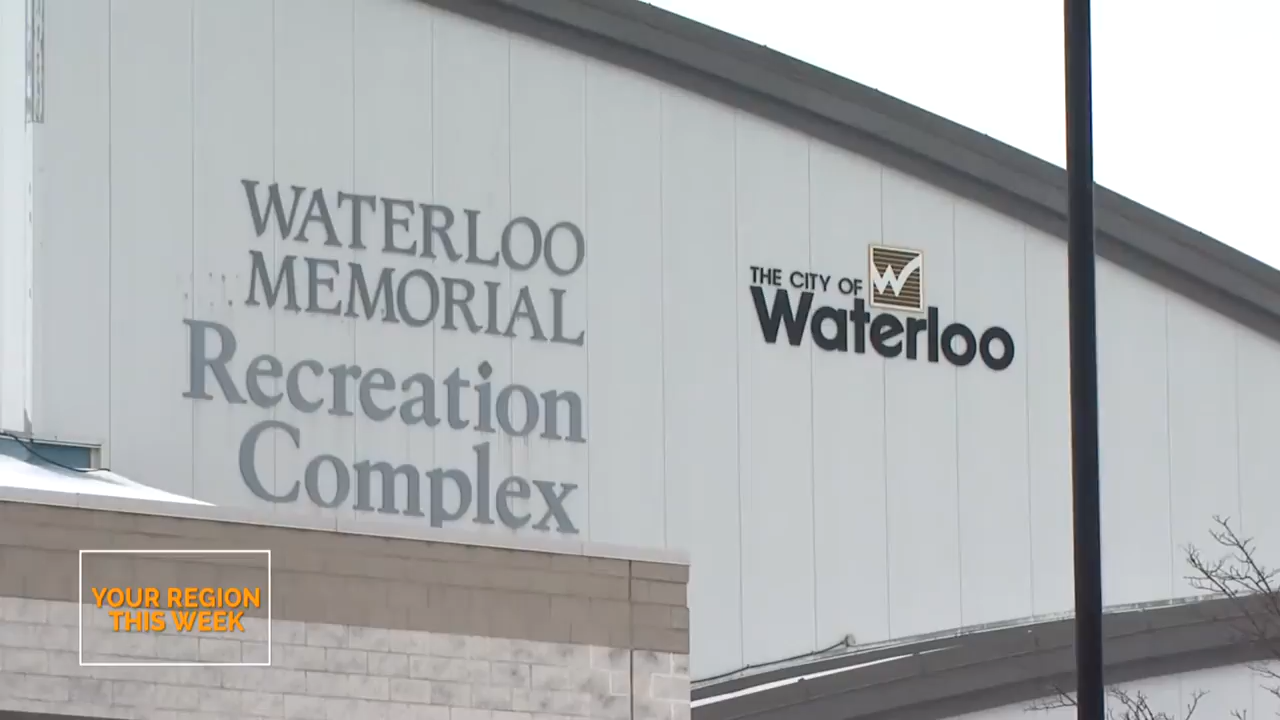 WATERLOO
MEMORIAL
Recreation
Complex
THE CITY OF
Waterloo
YOUR REGION
THIS WEEK